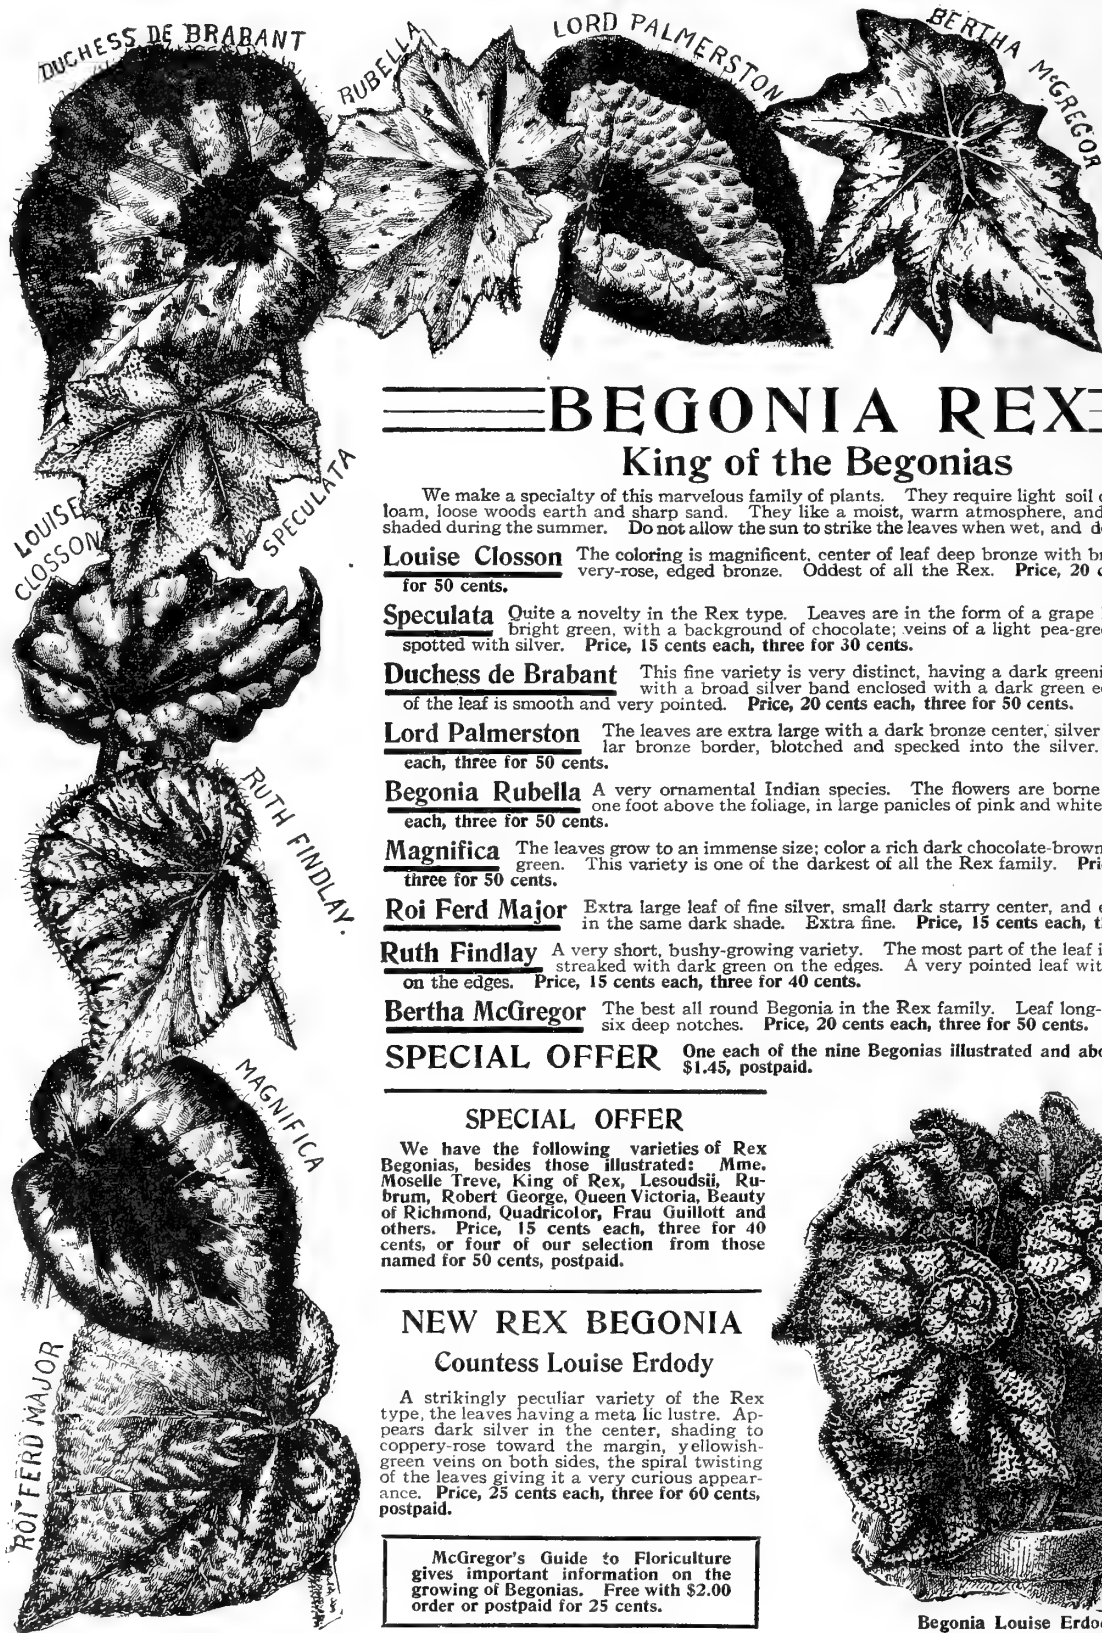 DUCHESS DE BRABANT
RUBELLA
LORD PALMERSTON
BERTHA McGREGOR
LOUISE CLOSSON
SPECULATA
RUTH FINDLAY.
MAGNIFICA
ROI FERD MAJOR
BEGONIA REX
King of the Begonias
We make a specialty of this marvelous family of plants. They require light soil
loam, loose woods earth and sharp sand. They like a moist, warm atmosphere, and
shaded during the summer. Do not allow the sun to strike the leaves when wet, and
Louise Closson The coloring is magnificent, center of leaf deep bronze with
very-rose, edged bronze. Oddest of all the Rex. Price, 20
for 50 cents.
Speculata Quite a novelty in the Rex type. Leaves are in the form of a grape
bright green, with a background of chocolate; veins of a light
spotted with silver. Price, 15 cents each, three for 30 cents.
Duchess de Brabant This fine variety is very distinct, having a dark
with a broad silver band enclosed with a dark green
of the leaf is smooth and very pointed. Price, 20 cents each, three for 50 cents.
Lord Palmerston The leaves are extra large with a dark bronze center, silver
lar bronze border, blotched and specked into the silver.
each, three for 50 cents.
Begonia Rubella A very ornamental Indian species. The flowers are borne
one foot above the foliage, in large panicles of pink and white
each, three for 50 cents.
Magnifica The leaves grow to an immense size; color a rich dark chocolate-brown
green. This variety is one of the darkest of all the Rex family.
three for 50 cents.
Roi Ferd Major Extra large leaf of fine silver, small dark starry center, and
in the same dark shade. Extra fine. Price, 15 cents each,
Ruth Findlay A very short, bushy-growing variety. The most part of the leaf
streaked with dark green on the edges. A very pointed leaf
on the edges. Price, 15 cents each, three for 40 cents.
Bertha McGregor The best all round Begonia in the Rex family. Leaf long-
six deep notches. Price, 20 cents each, three for 50 cents.
SPECIAL OFFER One each of the nine Begonias illustrated and
$1.45, postpaid.
SPECIAL OFFER
We have the following varieties of Rex
Begonias, besides those illustrated: Mme.
Moselle Treve, King of Rex, Lesoudsii, Ru-
brum, Robert George, Queen Victoria, Beauty
of Richmond, Quadricolor, Frau Guillott and
others. Price, 15 cents each, three for 40
cents, or four of our selection from those
named for 50 cents, postpaid.
NEW REX BEGONIA
Countess Louise Erdody
A strikingly peculiar variety of the Rex
type, the leaves having a meta lic lustre. Ap-
pears dark silver in the center, shading to
coppery-rose toward the margin, yellowish-
green veins on both sides, the spiral twisting
of the leaves giving it a very curious appear-
ance. Price, 25 cents each, three for 60 cents,
postpaid.
McGregor's Guide to Floriculture
gives important information on the
growing of Begonias. Free with $2.00
order or postpaid for 25 cents.
Begonia Louise